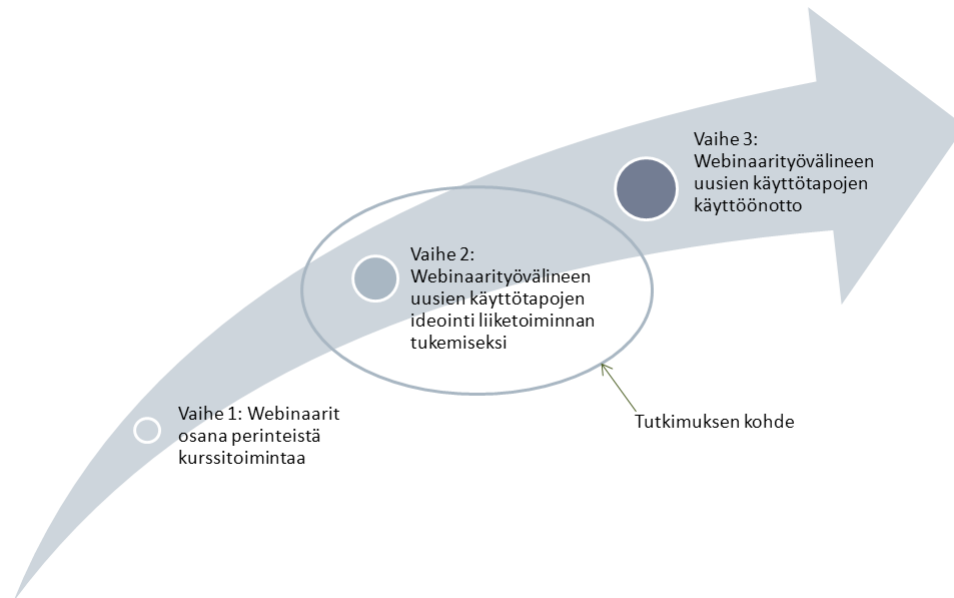 Vaihe 3:
Webinaarityövälineen
uusien käyttötapojen
käyttöönotto
Vaihe 2:
Webinaarityövälineen
uusien käyttötapojen
ideointi liiketoiminnan
tukemiseksi
Vaihe 1: Webinaarit
osana perinteistä
kurssitoimintaa
Tutkimuksen kohde